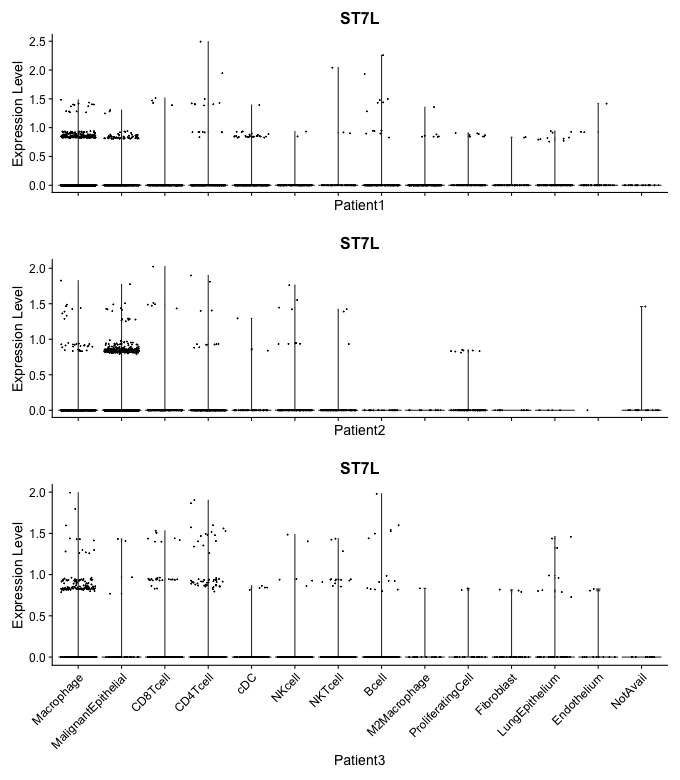 ST7L
Expression Level
2.5
2.0
1.5
1.0
0.5
0.0
Patient1
ST7L
Expression Level
2.0
1.5
1.0
0.5
0.0
Patient2
ST7L
Expression Level
2.0
1.5
1.0
0.5
0.0
Macrophage
MalignantEpithelial
CD8Tcell
CD4Tcell
cDC
NKcell
NKTcell
Bcell
M2Macrophage
ProliferatingCell
Fibroblast
LungEpithelium
Endothelium
NotAvail
Patient3